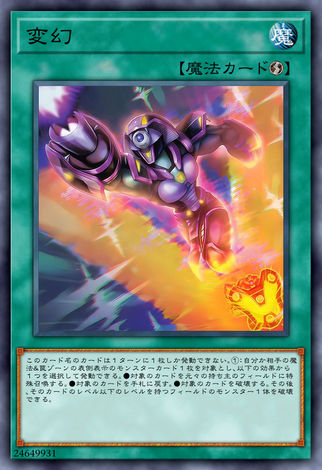 変幻
魔
【魔法カード】
このカード名のカードは1ターンに1枚しか発動できない。①:自分か相手の魔
法&罠ゾーンの表側表示のモンスターカード1枚を対象とし、以下の効果から
1つを選択して発動できる。●対象のカードを元々の持ち主のフィールドに特
殊召喚する。●対象のカードを手札に戻す。●対象のカードを破壊する。その後、
そのカードのレベル以下のレベルを持つフィールドのモンスター1体を破壊
できる。
24649931